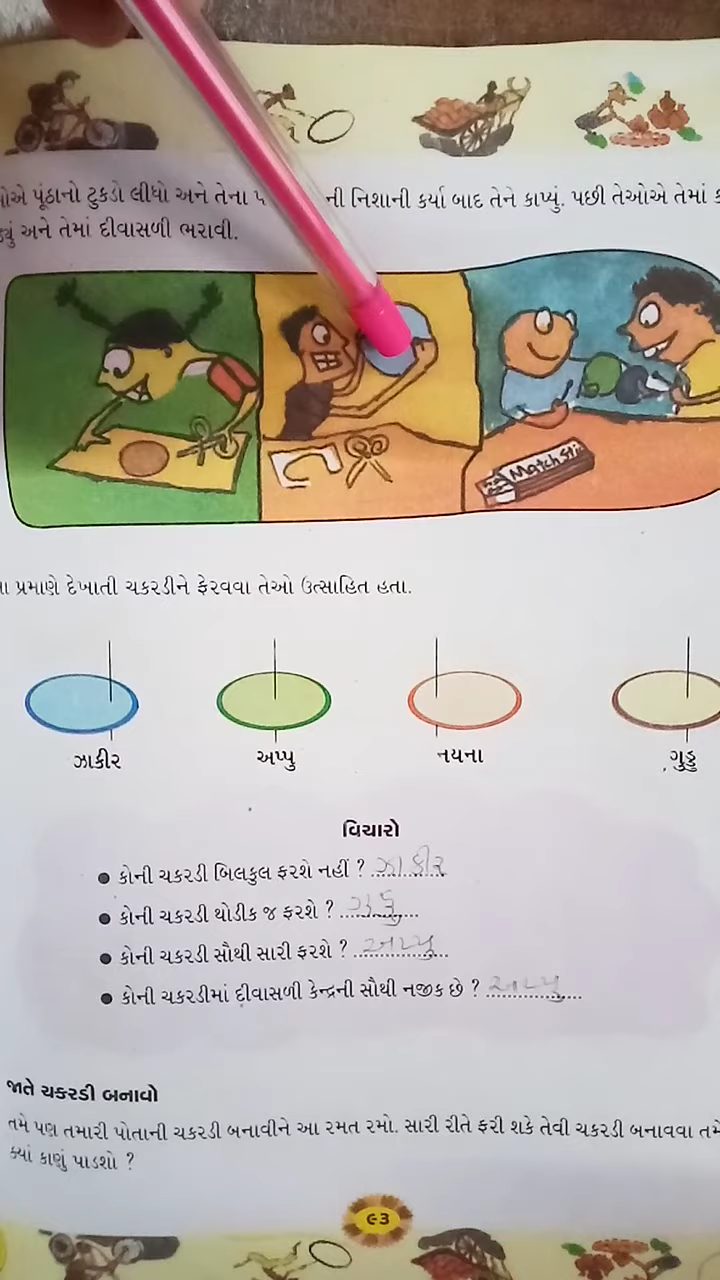 પૂંઠાનો ટુકડો લીધો અને તેના ની નિશાની કર્યા બાદ તેને કાપ્યું. પછી તેઓએ તેમાં
અને તેમાં દીવાસળી ભરાવી.
Match Sti
પ્રમાણે દેખાતી ચકરડીને ફેરવવા તેઓ ઉત્સાહિત હતા.
ઝાકીર અપ્પુ નયના ગુડ્ડુ
વિચારો
● કોની ચકરડી બિલકુલ ફરશે નહીં ? ઝાકીર
● કોની ચકરડી થોડીક જ ફરશે ?
● કોની ચકરડી સૌથી સારી ફરશે ? અપ્પુ
● કોની ચકરડીમાં દીવાસળી કેન્દ્રની સૌથી નજીક છે ? અપ્પુ
જાતે ચકરડી બનાવો
તમે પણ તમારી પોતાની ચકરડી બનાવીને આ રમત રમો. સારી રીતે ફરી શકે તેવી ચકરડી બનાવવા તમે
ક્યાં કાણું પાડશો ?
૯૩